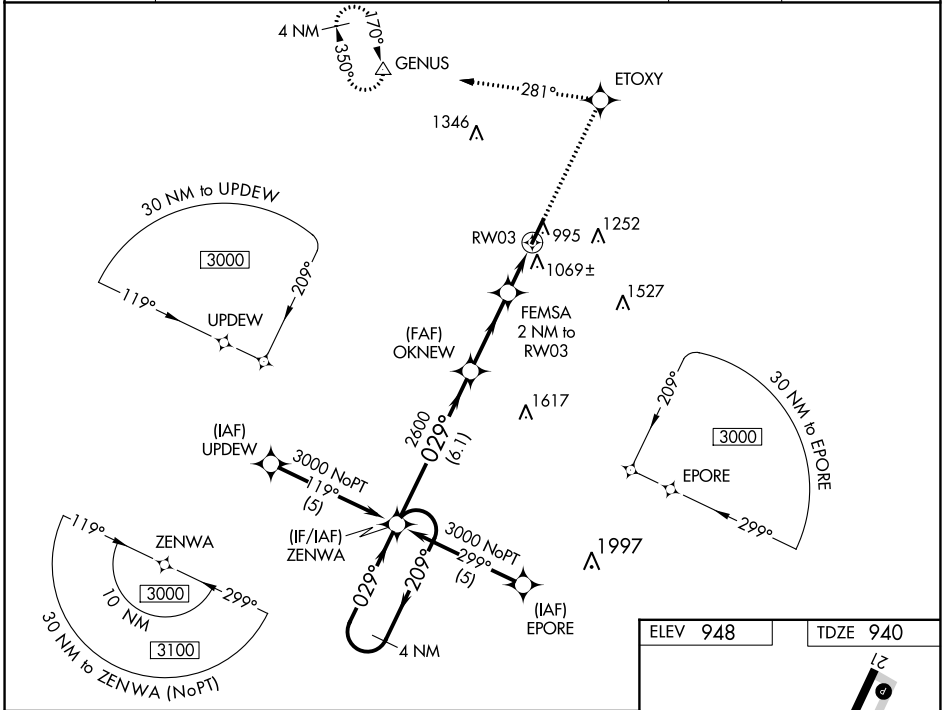 4 NM
170°
350°
GENUS
281°
ETOXY
1346
30 NM to UPDEW
3000
119°
209°
UPDEW
RW03
995
1252
1069±
1527
FEMSA
2 NM to
RW03
(FAF)
OKNEW
1617
2600
029°
(6.1)
209°
30 NM to EPORE
3000
EPORE
299°
(IAF)
UPDEW
3000 NoPT
119°
(5)
(IF/IAF)
ZENWA
3000 NoPT
299°
(5)
1997
(IAF)
EPORE
029°
209°
4 NM
119°
ZENWA
3000
299°
10 NM
3100
30 NM to ZENWA (NoPT)
ELEV 948
TDZE 940
21
P